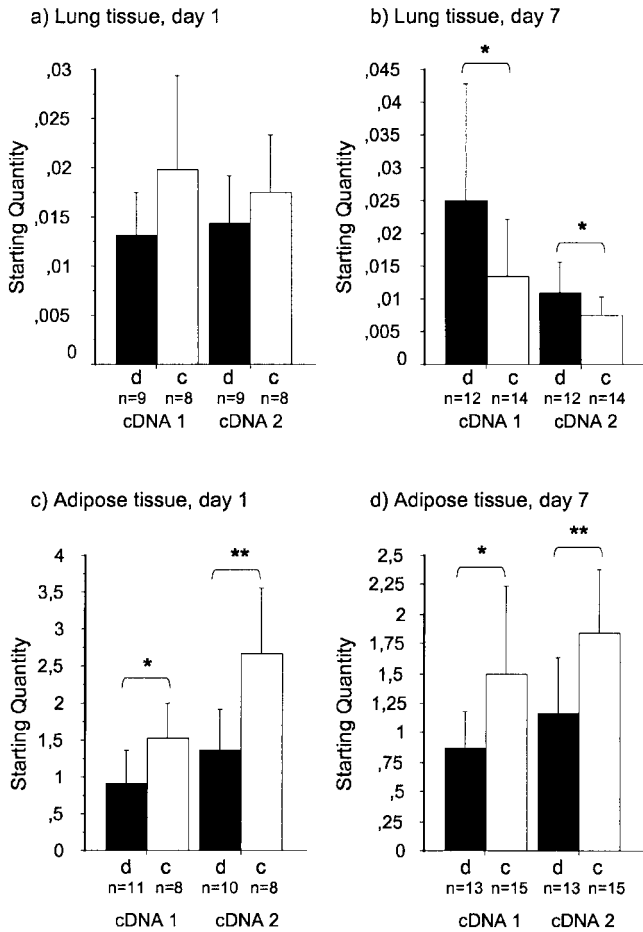 a) Lung tissue, day 1
Starting Quantity
,03
,025
,02
,015
,01
,005
0
d c d c
n=9 n=8 n=9 n=8
cDNA 1 cDNA 2
b) Lung tissue, day 7
Starting Quantity
,045
,04
,035
,03
,025
,02
,015
,01
,005
0
*
*
d c d c
n=12 n=14 n=12 n=14
cDNA 1 cDNA 2
c) Adipose tissue, day 1
Starting Quantity
4
3,5
3
2,5
2
1,5
1
,5
0
*
**
d c d c
n=11 n=8 n=10 n=8
cDNA 1 cDNA 2
d) Adipose tissue, day 7
Starting Quantity
2,5
2,25
2
1,75
1,5
1,25
1
,75
,5
,25
0
*
**
d c d c
n=13 n=15 n=13 n=15
cDNA 1 cDNA 2